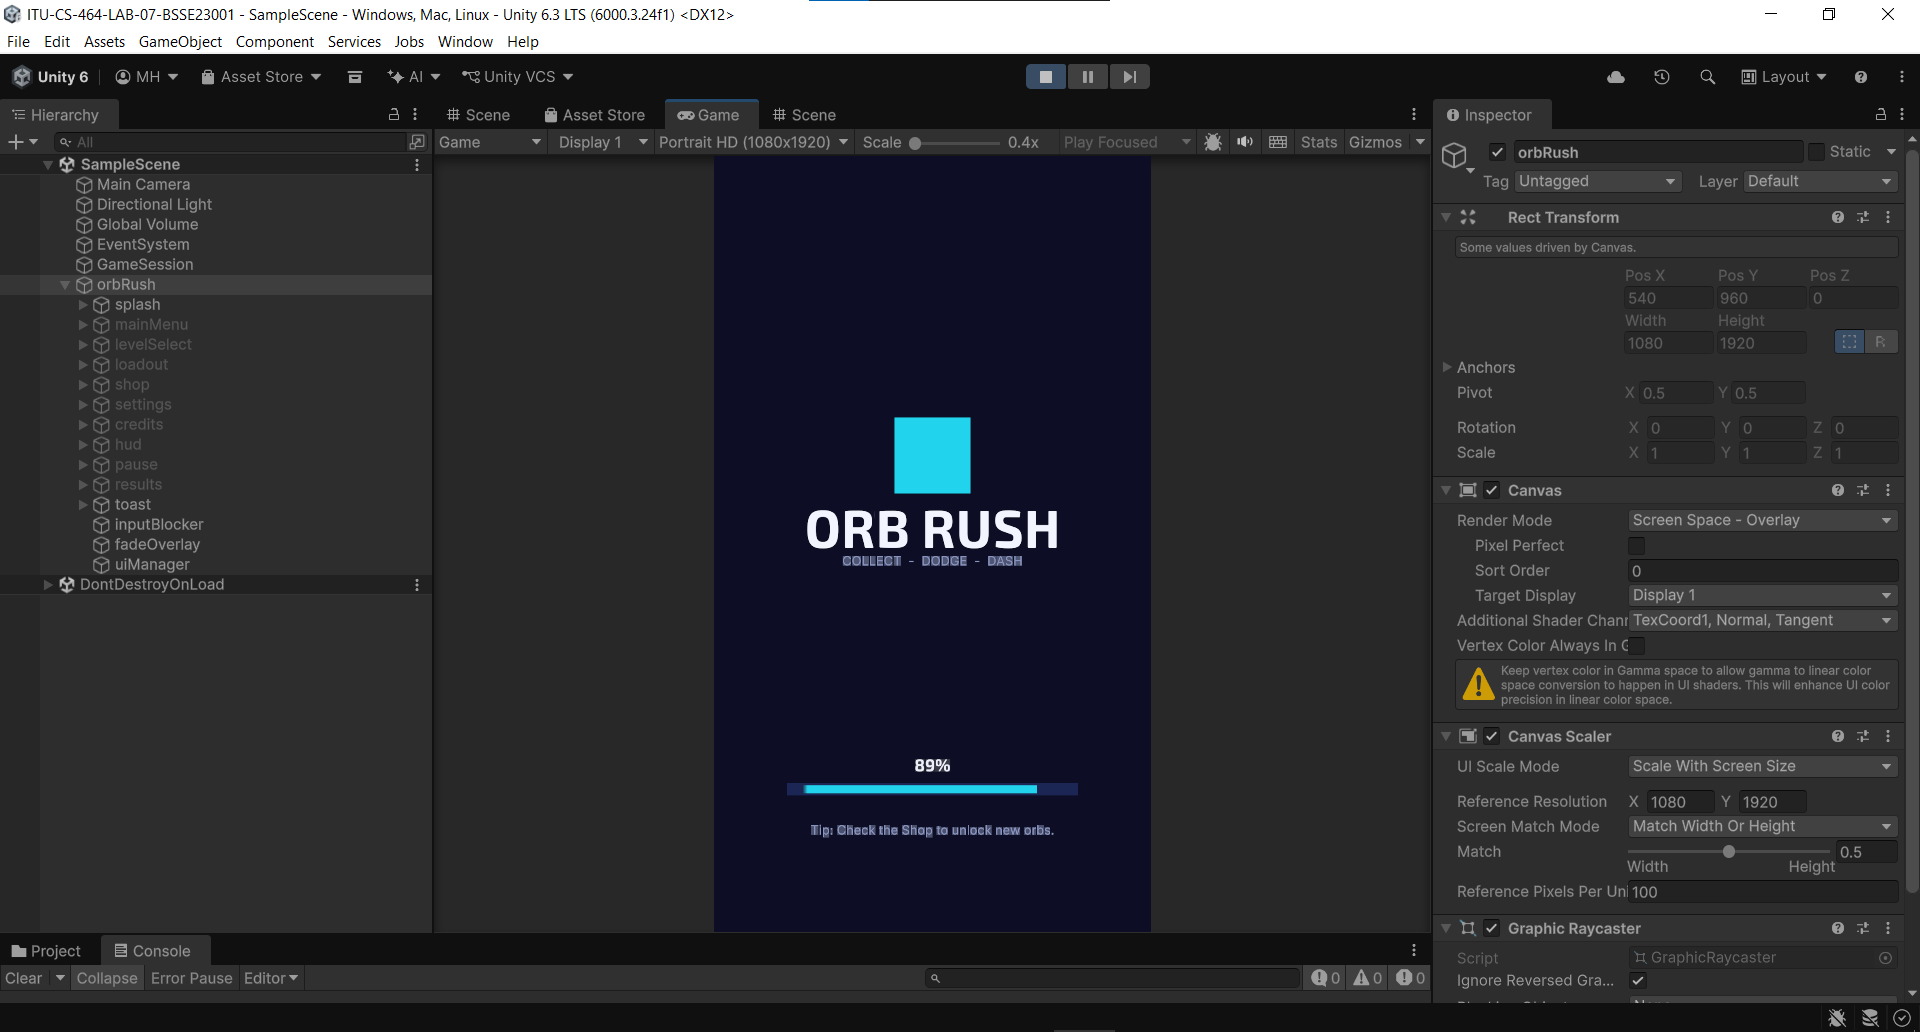 ITU-CS-464-LAB-07-BSSE23001 - SampleScene - Windows, Mac, Linux - Unity 6.3 LTS (6000.3.24f1) <DX12>
File Edit Assets GameObject Component Services Jobs Window Help
Unity 6 MH Asset Store AI Unity VCS Layout
Hierarchy
All
SampleScene
Main Camera
Directional Light
Global Volume
EventSystem
GameSession
orbRush
splash
mainMenu
levelSelect
loadout
shop
settings
credits
hud
pause
results
toast
inputBlocker
fadeOverlay
uiManager
DontDestroyOnLoad
Scene Asset Store Game Scene
Game Display 1 Portrait HD (1080x1920) Scale 0.4x Play Focused Stats Gizmos
ORB RUSH
COLLECT - DODGE - DASH
89%
Tip: Check the Shop to unlock new orbs.
Inspector
orbRush Static
Tag Untagged Layer Default
Rect Transform
Some values driven by Canvas.
Pos X Pos Y Pos Z
540 960 0
Width Height
1080 1920 R
Anchors
Pivot X 0.5 Y 0.5
Rotation X 0 Y 0 Z 0
Scale X 1 Y 1 Z 1
Canvas
Render Mode Screen Space - Overlay
Pixel Perfect
Sort Order 0
Target Display Display 1
Additional Shader Chann TexCoord1, Normal, Tangent
Vertex Color Always In G
Keep vertex color in Gamma space to allow gamma to linear color
space conversion to happen in UI shaders. This will enhance UI color
precision in linear color space.
Canvas Scaler
UI Scale Mode Scale With Screen Size
Reference Resolution X 1080 Y 1920
Screen Match Mode Match Width Or Height
Match 0.5
Width Height
Reference Pixels Per Uni 100
Graphic Raycaster
Script GraphicRaycaster
Ignore Reversed Gra...
Project Console
Clear Collapse Error Pause Editor 0 0 0